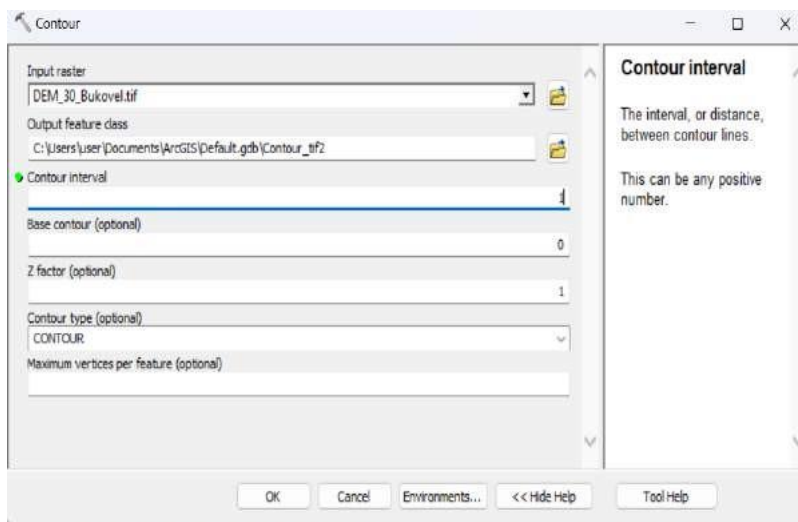 Contour
Input raster
DEM_30_Bukovel.tif
Output feature class
C:\Users\user\Documents\ArcGIS\Default.gdb\Contour_tif2
Contour interval
1
Base contour (optional)
0
Z factor (optional)
1
Contour type (optional)
CONTOUR
Maximum vertices per feature (optional)
Contour interval
The interval, or distance,
between contour lines.
This can be any positive
number.
OK
Cancel
Environments...
<< Hide Help
Tool Help